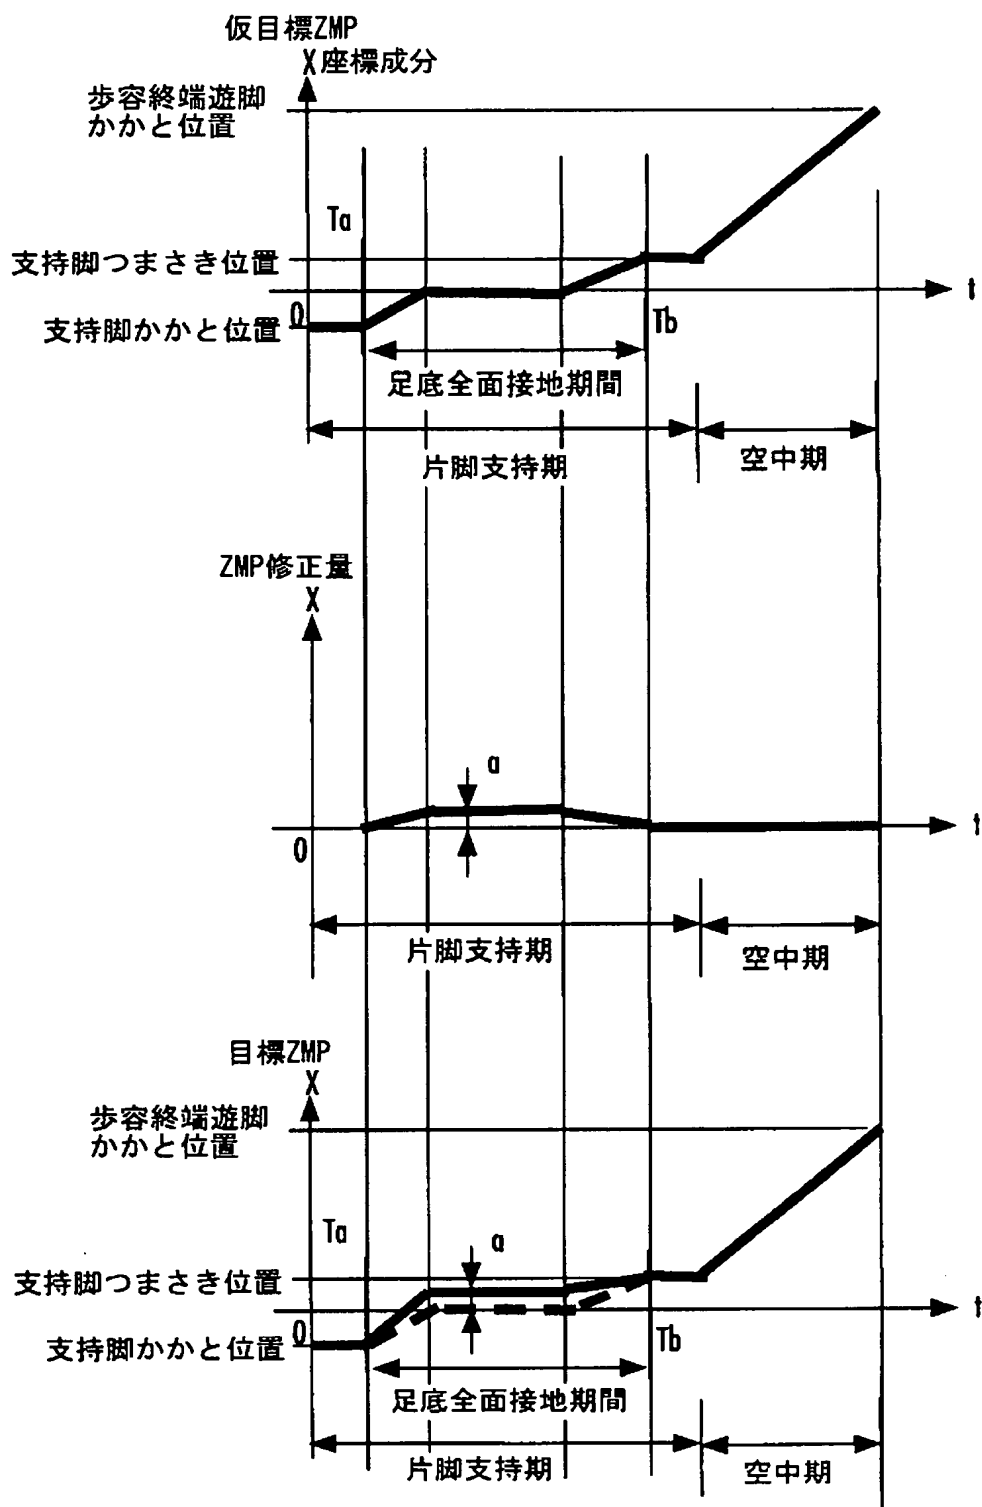 仮目標ZMP
X座標成分
歩容終端遊脚
かかと位置
Ta
支持脚つまさき位置
t
0
支持脚かかと位置
Tb
足底全面接地期間
片脚支持期
空中期
ZMP修正量
X
a
0
t
片脚支持期
空中期
目標ZMP
X
歩容終端遊脚
かかと位置
Ta
a
支持脚つまさき位置
t
0
支持脚かかと位置
Tb
足底全面接地期間
片脚支持期
空中期